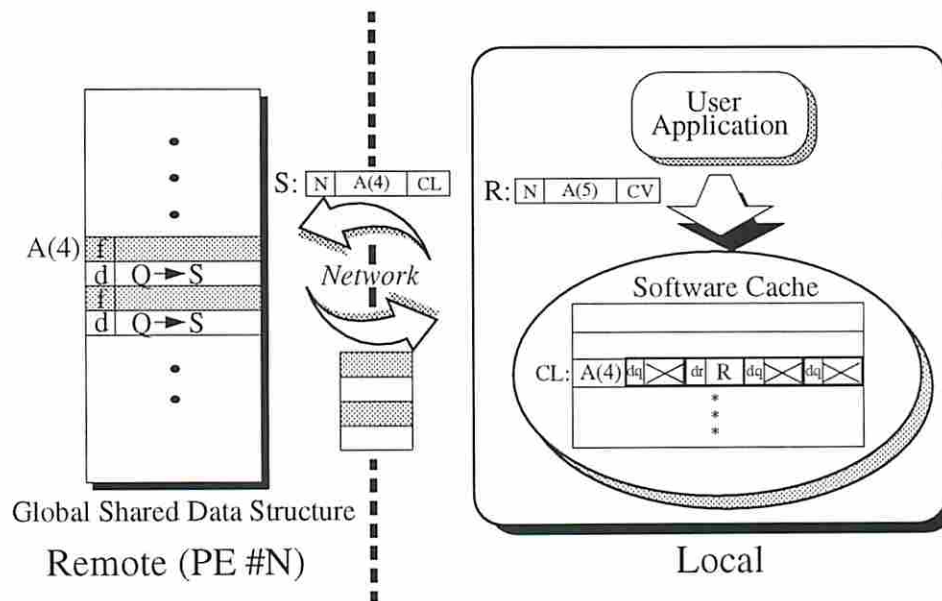 User
Application
S: N A(4) CL
R: N A(5) CV
A(4) f
d Q S
f
d Q S
Network
Software Cache
CL: A(4) dq dr R dq dq
*
*
*
Global Shared Data Structure
Remote (PE #N)
Local